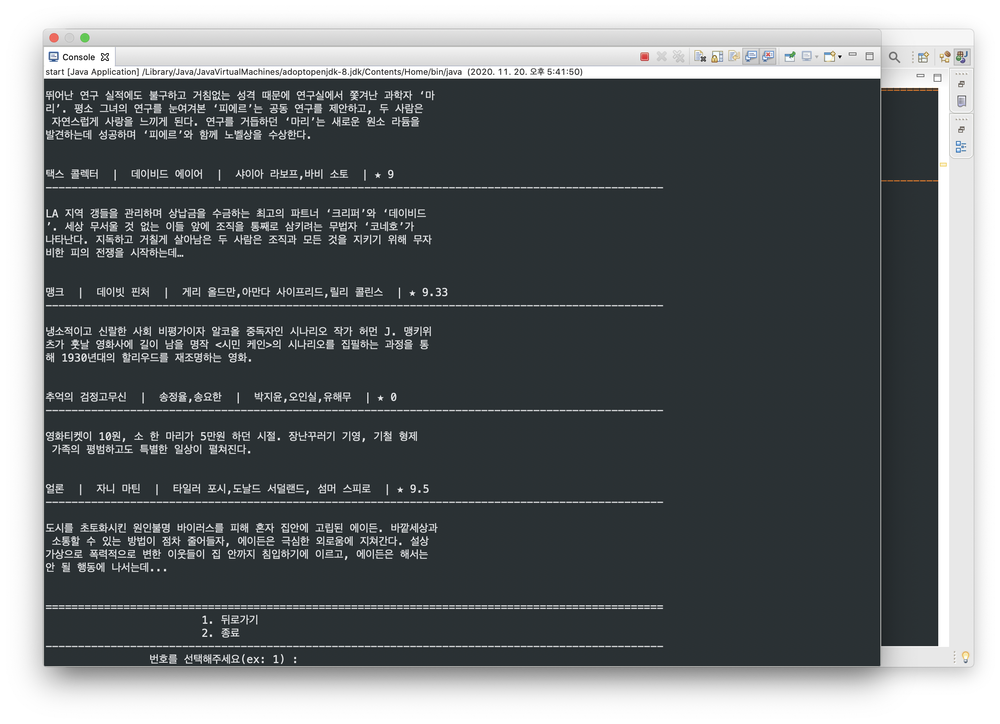 Console
start [Java Application] /Library/Java/JavaVirtualMachines/adoptopenjdk-8.jdk/Contents/Home/bin/java (2020. 11. 20. 오후 5:41:50)
뛰어난 연구 실적에도 불구하고 거침없는 성격 때문에 연구실에서 쫓겨난 과학자 ‘마
리’. 평소 그녀의 연구를 눈여겨본 ‘피에르’는 공동 연구를 제안하고, 두 사람은
자연스럽게 사랑을 느끼게 된다. 연구를 거듭하던 ‘마리’는 새로운 원소 라듐을
발견하는데 성공하며 ‘피에르’와 함께 노벨상을 수상한다.
택스 콜렉터 | 데이비드 에이어 | 샤이아 라보프,바비 소토 | ★ 9
-----------------------------------------------------------------------------------------------
LA 지역 갱들을 관리하며 상납금을 수금하는 최고의 파트너 ‘크리퍼’와 ‘데이비드
’. 세상 무서울 것 없는 이들 앞에 조직을 통째로 삼키려는 무법자 ‘코네호’가
나타난다. 지독하고 거칠게 살아남은 두 사람은 조직과 모든 것을 지키기 위해 무자
비한 피의 전쟁을 시작하는데…
맹크 | 데이빗 핀처 | 게리 올드만,아만다 사이프리드,릴리 콜린스 | ★ 9.33
-----------------------------------------------------------------------------------------------
냉소적이고 신랄한 사회 비평가이자 알코올 중독자인 시나리오 작가 허먼 J. 맹키위
츠가 훗날 영화사에 길이 남을 명작 <시민 케인>의 시나리오를 집필하는 과정을 통
해 1930년대의 할리우드를 재조명하는 영화.
추억의 검정고무신 | 송정율,송요한 | 박지윤,오인실,유해무 | ★ 0
-----------------------------------------------------------------------------------------------
영화티켓이 10원, 소 한 마리가 5만원 하던 시절. 장난꾸러기 기영, 기철 형제
가족의 평범하고도 특별한 일상이 펼쳐진다.
얼론 | 자니 마틴 | 타일러 포시,도날드 서덜랜드, 섬머 스피로 | ★ 9.5
-----------------------------------------------------------------------------------------------
도시를 초토화시킨 원인불명 바이러스를 피해 혼자 집안에 고립된 에이든. 바깥세상과
소통할 수 있는 방법이 점차 줄어들자, 에이든은 극심한 외로움에 지쳐간다. 설상
가상으로 폭력적으로 변한 이웃들이 집 안까지 침입하기에 이르고, 에이든은 해서는
안 될 행동에 나서는데...
===============================================================================================
1. 뒤로가기
2. 종료
-----------------------------------------------------------------------------------------------
번호를 선택해주세요(ex: 1) :